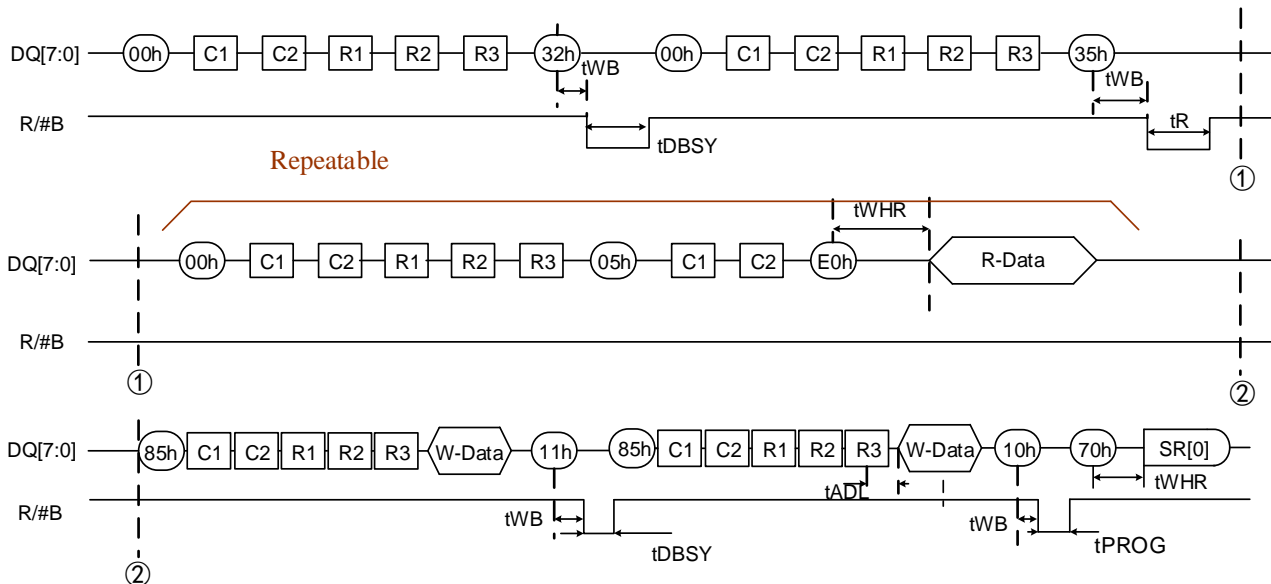 DQ[7:0] 00h C1 C2 R1 R2 R3 32h 00h C1 C2 R1 R2 R3 35h
tWB tWB
R/#B tR
tDBSY
Repeatable
①
tWHR
DQ[7:0] 00h C1 C2 R1 R2 R3 05h C1 C2 E0h R-Data
R/#B
① ②
DQ[7:0] 85h C1 C2 R1 R2 R3 W-Data 11h 85h C1 C2 R1 R2 R3 W-Data 10h 70h SR[0]
tADL tWHR
R/#B tWB tWB
tDBSY tPROG
②